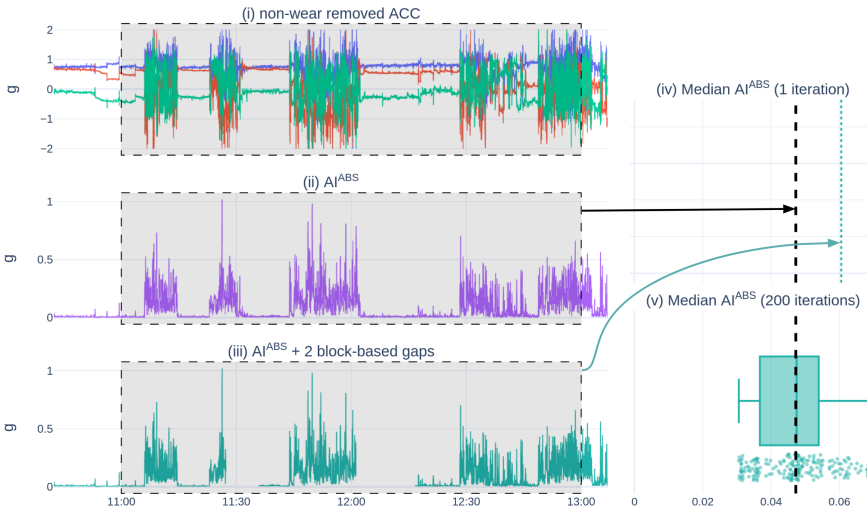 (i) non-wear removed ACC
2
1
0
−1
−2
g
(ii) AI^ABS
1
0.5
0
g
(iii) AI^ABS + 2 block-based gaps
1
0.5
0
g
11:00 11:30 12:00 12:30 13:00
(iv) Median AI^ABS (1 iteration)
(v) Median AI^ABS (200 iterations)
0 0.02 0.04 0.06